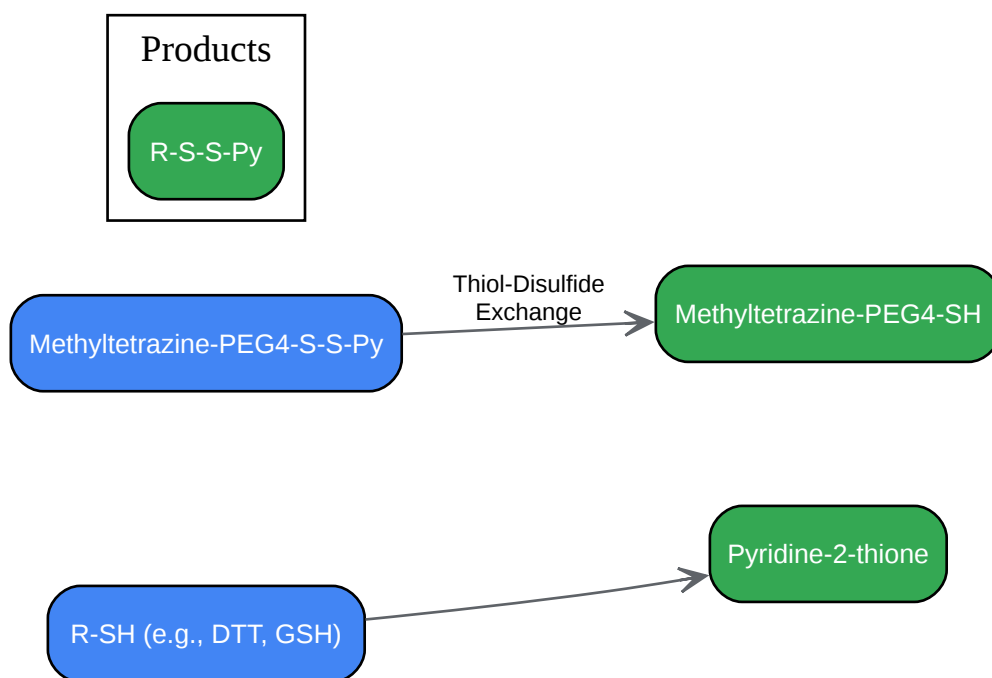 Products
R-S-S-Py
Thiol-Disulfide
Exchange
Methyltetrazine-PEG4-SH
Methyltetrazine-PEG4-S-S-Py
Pyridine-2-thione
R-SH (e.g., DTT, GSH)